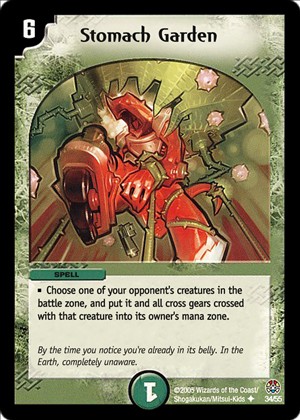 6
Stomach Garden
SPELL
▪ Choose one of your opponent's creatures in the
battle zone, and put it and all cross gears crossed
with that creature into its owner's mana zone.
By the time you notice you're already in its belly. In the
Earth, completely unaware.
1
©2005 Wizards of the Coast/
Shogakukan/Mitsui-Kids ✦ 34/55